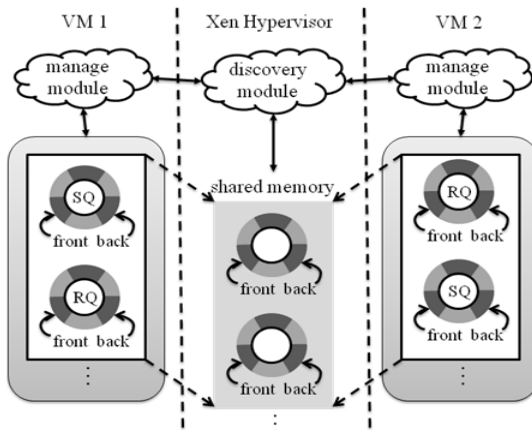 VM 1
Xen Hypervisor
VM 2
manage
module
discovery
module
manage
module
shared memory
SQ
front back
RQ
front back
⋮
front back
front back
⋮
RQ
front back
SQ
front back
⋮